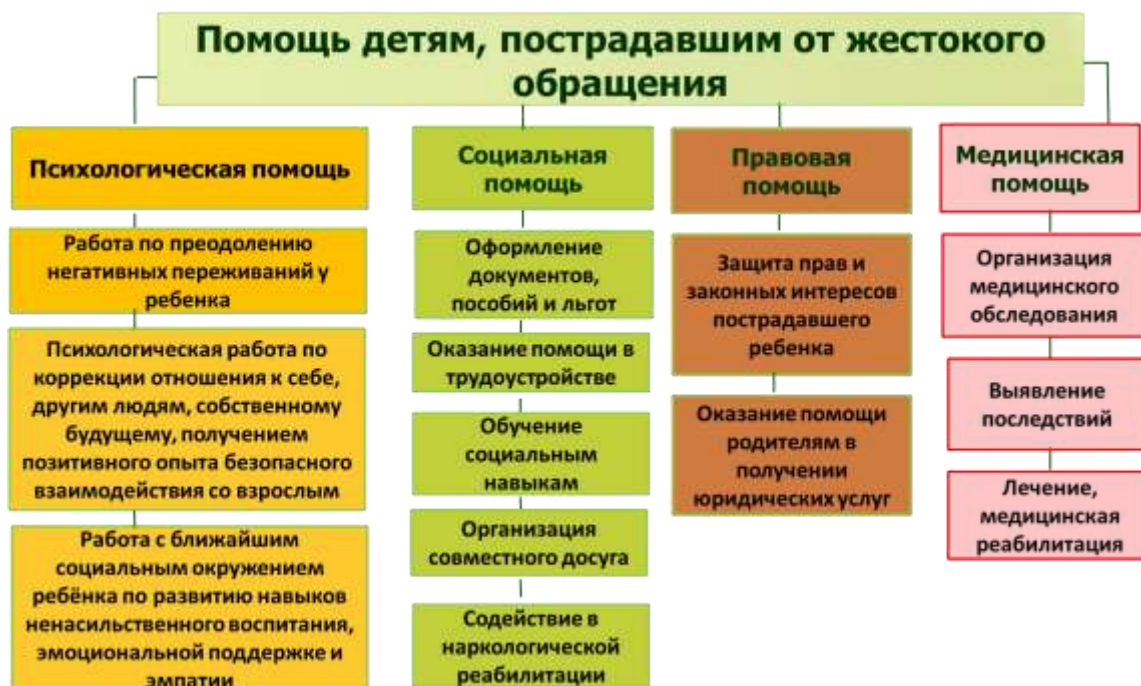 Помощь детям, пострадавшим от жестокого
обращения
Психологическая помощь
Работа по преодолению
негативных переживаний у
ребенка
Психологическая работа по
коррекции отношения к себе,
другим людям, собственному
будущему, получением
позитивного опыта безопасного
взаимодействия со взрослым
Работа с ближайшим
социальным окружением
ребёнка по развитию навыков
ненасильственного воспитания,
эмоциональной поддержке и
эмпатии
Социальная
помощь
Оформление
документов,
пособий и льгот
Оказание помощи в
трудоустройстве
Обучение
социальным
навыкам
Организация
совместного досуга
Содействие в
наркологической
реабилитации
Правовая
помощь
Защита прав и
законных интересов
пострадавшего
ребенка
Оказание помощи
родителям в
получении
юридических услуг
Медицинская
помощь
Организация
медицинского
обследования
Выявление
последствий
Лечение,
медицинская
реабилитация